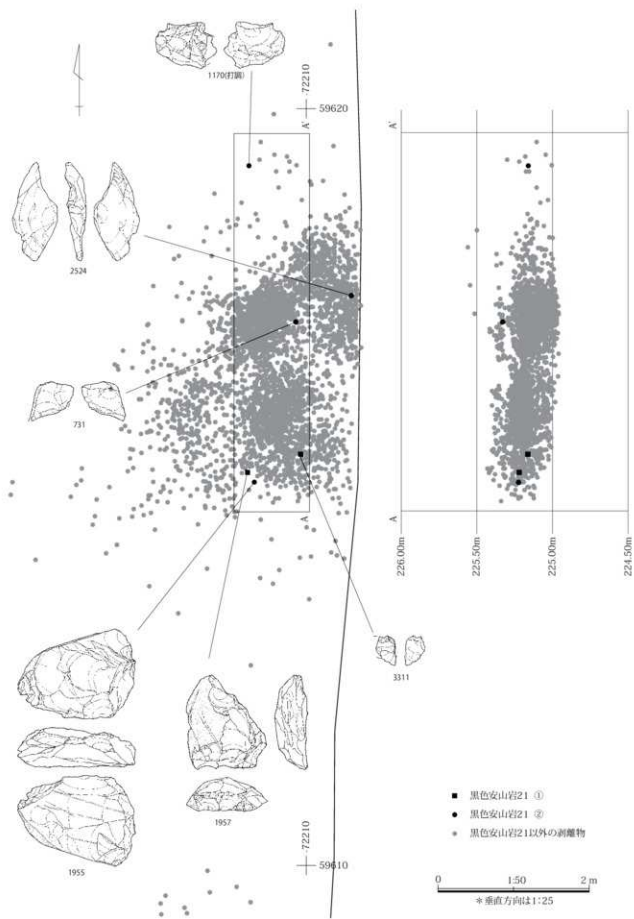 1170(打調)
-72210
59620
A'
A'
2524
731
A
A
226.00m
225.50m
225.00m
224.50m
3311
1955
1957
-72210
59610
■ 黒色安山岩21 ①
● 黒色安山岩21 ②
● 黒色安山岩21以外の剥離物
0 1:50 2 m
＊垂直方向は1:25